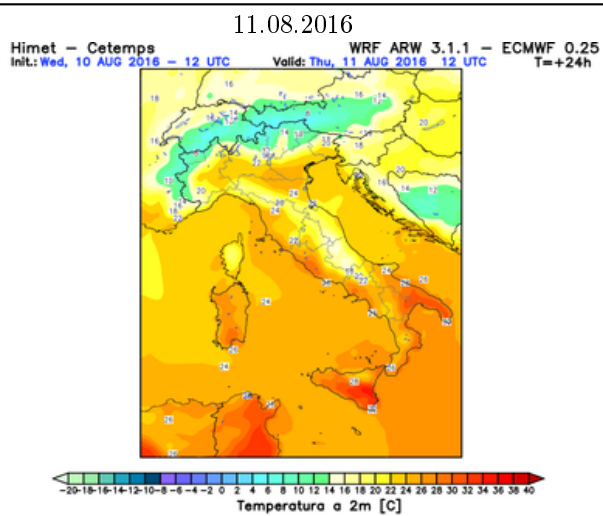 11.08.2016
Himet – Cetemps WRF ARW 3.1.1 – ECMWF 0.25
Init.: Wed, 10 AUG 2016 – 12 UTC Valid: Thu, 11 AUG 2016 12 UTC T=+24h
-20-18-16-14-12-10-8 -6 -4 -2 0 2 4 6 8 10 12 14 16 18 20 22 24 26 28 30 32 34 36 38 40
Temperatura a 2m [C]